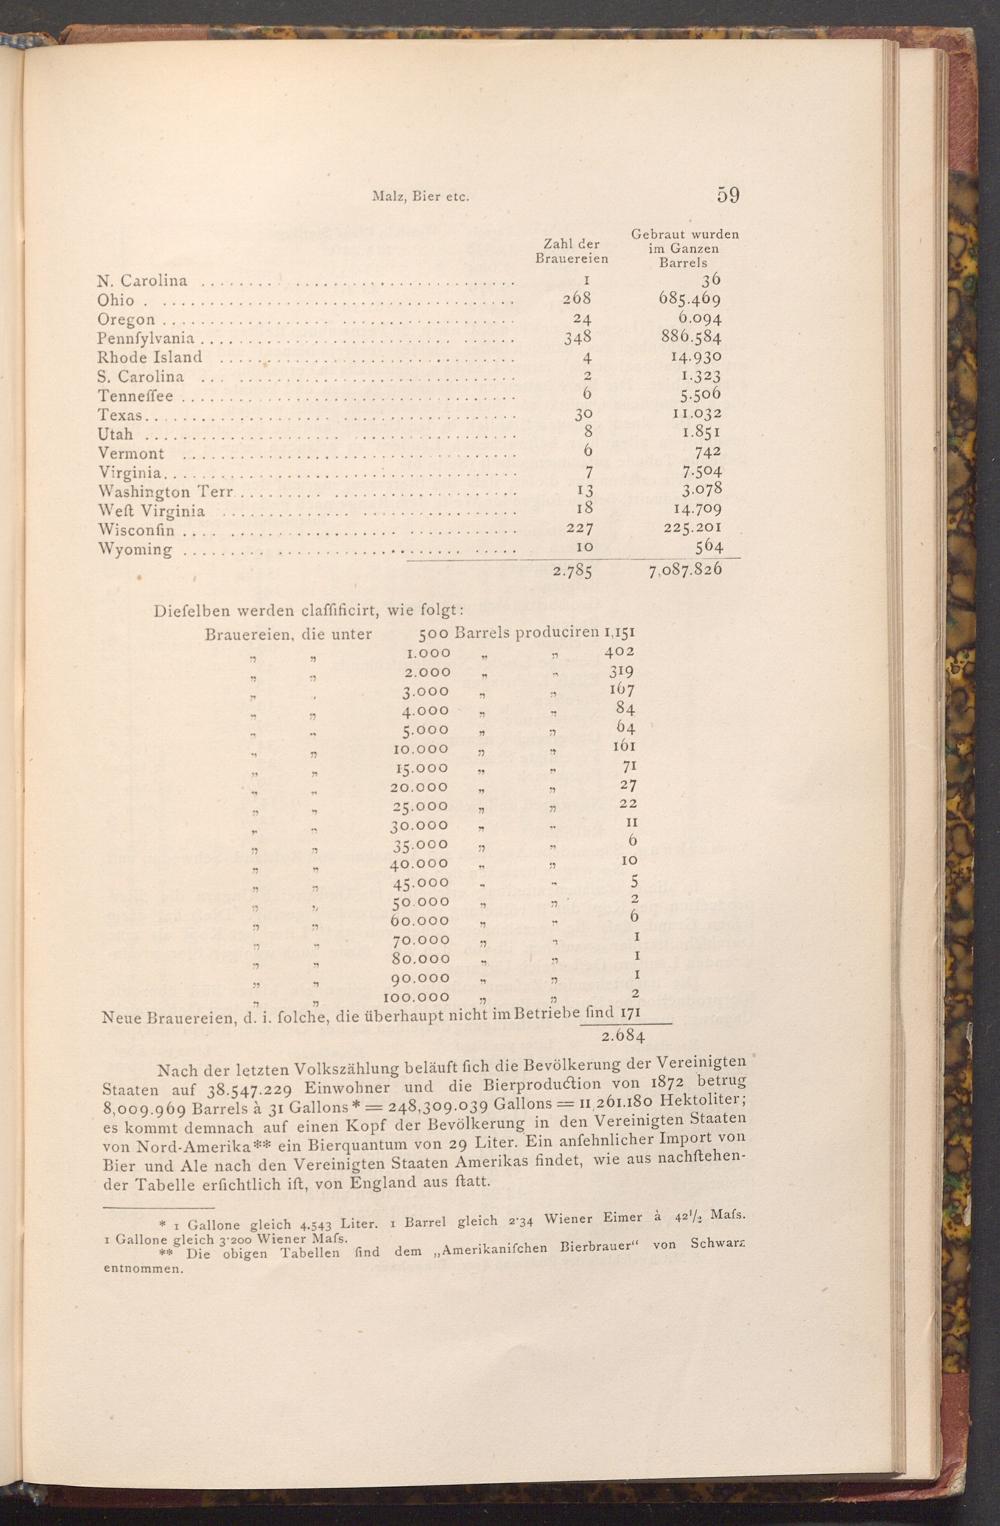 Malz, Bier etc. 59
Zahl der Brauereien Gebraut wurden im Ganzen Barrels
N. Carolina 1 36
Ohio 268 685.469
Oregon 24 6.094
Pennſylvania 348 886.584
Rhode Island 4 14.930
S. Carolina 2 1.323
Tenneſſee 6 5.506
Texas 30 11.032
Utah 8 1.851
Vermont 6 742
Virginia 7 7.504
Washington Terr. 13 3.078
Weſt Virginia 18 14.709
Wisconſin 227 225.201
Wyoming 10 564
2.785 7,087.826
Dieſelben werden claſſificirt, wie folgt:
Brauereien, die unter 500 Barrels produciren 1,151
„ „ 1.000 „ „ 402
„ „ 2.000 „ „ 319
„ „ 3.000 „ „ 167
„ „ 4.000 „ „ 84
„ „ 5.000 „ „ 64
„ „ 10.000 „ „ 161
„ „ 15.000 „ „ 71
„ „ 20.000 „ „ 27
„ „ 25.000 „ „ 22
„ „ 30.000 „ „ 11
„ „ 35.000 „ „ 6
„ „ 40.000 „ „ 10
„ „ 45.000 „ „ 5
„ „ 50.000 „ „ 2
„ „ 60.000 „ „ 6
„ „ 70.000 „ „ 1
„ „ 80.000 „ „ 1
„ „ 90.000 „ „ 1
„ „ 100.000 „ „ 2
Neue Brauereien, d. i. ſolche, die überhaupt nicht im Betriebe ſind 171
2.684
Nach der letzten Volkszählung beläuft ſich die Bevölkerung der Vereinigten
Staaten auf 38.547.229 Einwohner und die Bierproduction von 1872 betrug
8,009.969 Barrels à 31 Gallons* = 248,309.039 Gallons = 11,261.180 Hektoliter;
es kommt demnach auf einen Kopf der Bevölkerung in den Vereinigten Staaten
von Nord-Amerika** ein Bierquantum von 29 Liter. Ein anſehnlicher Import von
Bier und Ale nach den Vereinigten Staaten Amerikas findet, wie aus nachſtehen-
der Tabelle erſichtlich iſt, von England aus ſtatt.
* 1 Gallone gleich 4.543 Liter. 1 Barrel gleich 2·34 Wiener Eimer à 42½ Maſs.
1 Gallone gleich 3·200 Wiener Maſs.
** Die obigen Tabellen ſind dem „Amerikaniſchen Bierbrauer“ von Schwarz
entnommen.